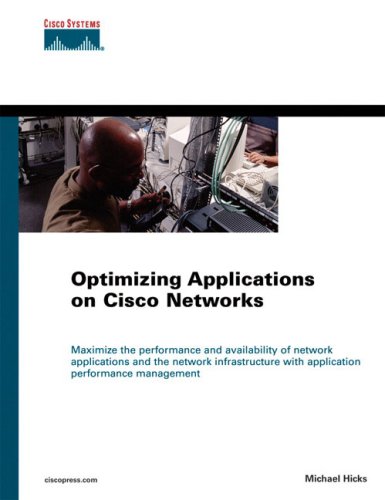 CISCO SYSTEMS
Optimizing Applications
on Cisco Networks
Maximize the performance and availability of network
applications and the network infrastructure with application
performance management
ciscopress.com
Michael Hicks